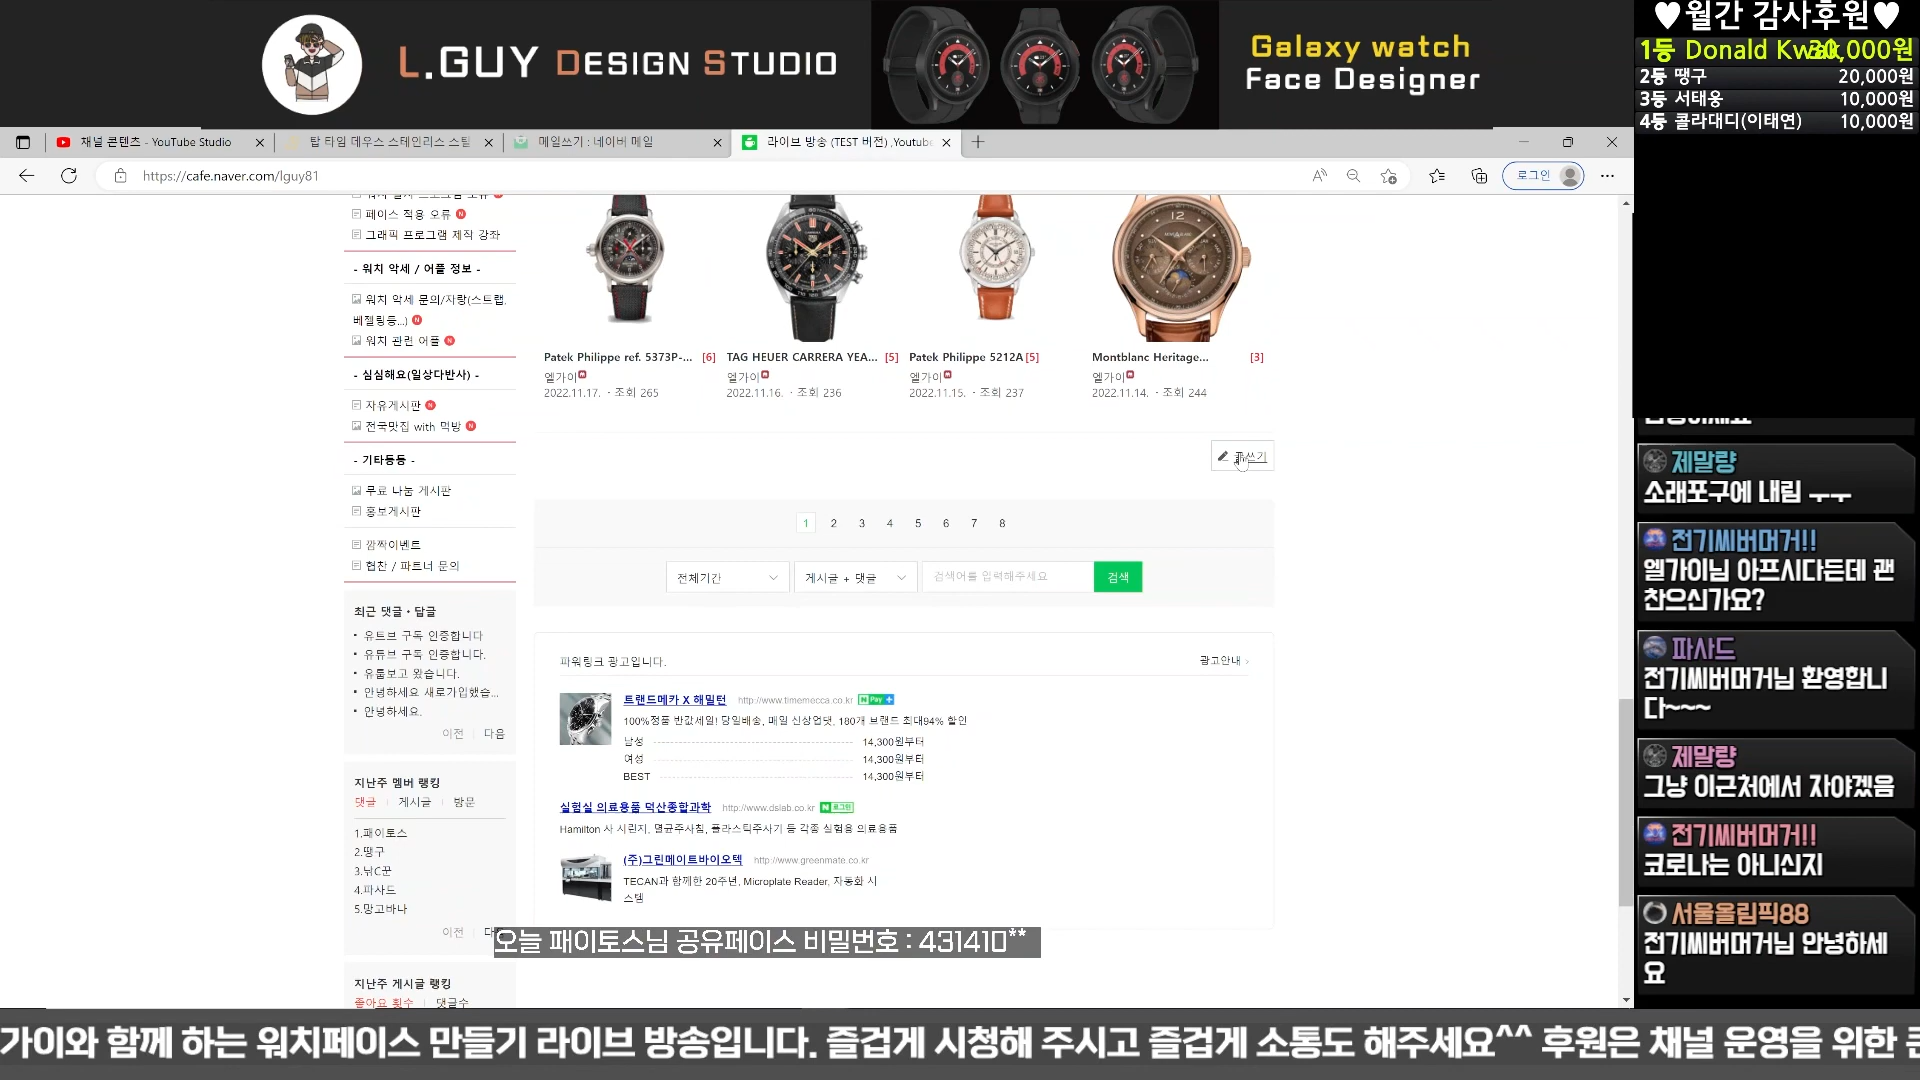 L.GUY DESIGN STUDIO
Galaxy watch
Face Designer
♥월간 감사후원♥
1등 Donald Kwak 30,000원
2등 땡구 20,000원
3등 서태웅 10,000원
4등 콜라대디(이태연) 10,000원
채널 콘텐츠 - YouTube Studio
탑 타임 데우스 스테인리스 스틸
메일쓰기 : 네이버 메일
라이브 방송 (TEST 버전) ,Youtube
https://cafe.naver.com/lguy81
로그인
페이스 적용 오류 N
그래픽 프로그램 제작 강좌
- 워치 악세 / 어플 정보 -
워치 악세 문의/자랑(스트랩,
베젤링등...) N
워치 관련 어플 N
- 심심해요(일상다반사) -
자유게시판 N
전국맛집 with 먹방 N
- 기타등등 -
무료 나눔 게시판
홍보게시판
깜짝이벤트
협찬 / 파트너 문의
최근 댓글 · 답글
유트브 구독 인증합니다
유튜브 구독 인증합니다.
유툽보고 왔습니다.
안녕하세요 새로가입했습...
안녕하세요.
이전 다음
지난주 멤버 랭킹
댓글 게시글 방문
1.패이토스
2.땡구
3.낚C꾼
4.파사드
5.망고바나
이전
지난주 게시글 랭킹
좋아요 횟수 댓글수
Patek Philippe ref. 5373P-... [6]
엘가이
2022.11.17. · 조회 265
TAG HEUER CARRERA YEA... [5]
엘가이
2022.11.16. · 조회 236
Patek Philippe 5212A [5]
엘가이
2022.11.15. · 조회 237
Montblanc Heritage... [3]
엘가이
2022.11.14. · 조회 244
글쓰기
1 2 3 4 5 6 7 8
전체기간
게시글 + 댓글
검색어를 입력해주세요
검색
파워링크 광고입니다.
광고안내
트랜드메카 X 해밀턴 http://www.timemecca.co.kr N Pay +
100%정품 반값세일! 당일배송, 매일 신상업뎃, 180개 브랜드 최대94% 할인
남성 14,300원부터
여성 14,300원부터
BEST 14,300원부터
실험실 의료용품 덕산종합과학 http://www.dslab.co.kr N 로그인
Hamilton 사 시린지, 멸균주사침, 플라스틱주사기 등 각종 실험용 의료용품
(주)그린메이트바이오텍 http://www.greenmate.co.kr
TECAN과 함께한 20주년, Microplate Reader, 자동화 시
스템
오늘 패이토스님 공유페이스 비밀번호 : 431410**
제말량
소래포구에 내림 ㅜㅜ
전기씨버머거!!
엘가이님 아프시다든데 괜
찬으신가요?
파사드
전기씨버머거님 환영합니
다~~~
제말량
그냥 이근처에서 자야겠음
전기씨버머거!!
코로나는 아니신지
서울올림픽88
전기씨버머거님 안녕하세
요
가이와 함께 하는 워치페이스 만들기 라이브 방송입니다. 즐겁게 시청해 주시고 즐겁게 소통도 해주세요^^ 후원은 채널 운영을 위한